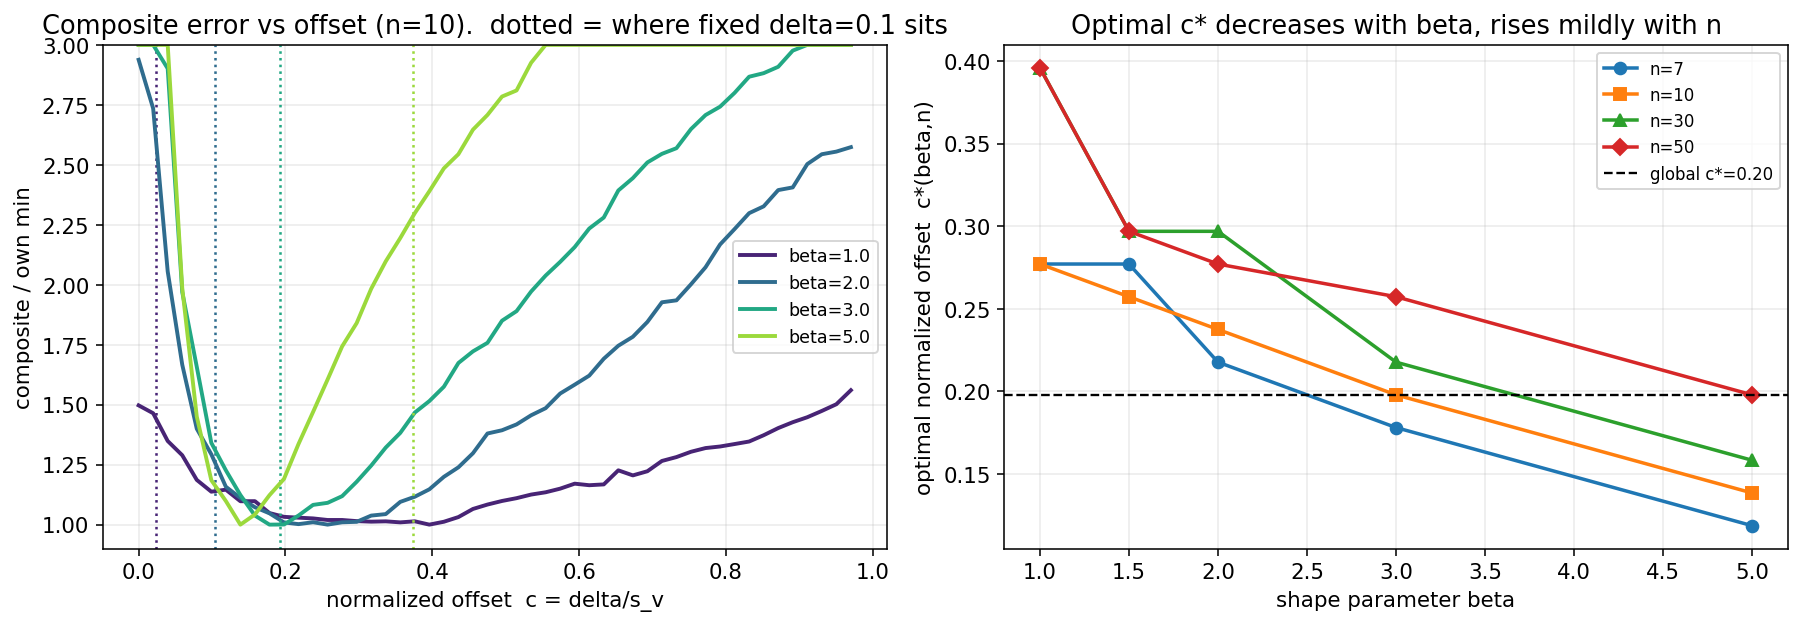 Composite error vs offset (n=10).  dotted = where fixed delta=0.1 sits
composite / own min
3.00
2.75
2.50
2.25
2.00
1.75
1.50
1.25
1.00
beta=1.0
beta=2.0
beta=3.0
beta=5.0
0.0
0.2
0.4
0.6
0.8
1.0
normalized offset  c = delta/s_v
Optimal c* decreases with beta, rises mildly with n
optimal normalized offset  c*(beta,n)
0.40
0.35
0.30
0.25
0.20
0.15
n=7
n=10
n=30
n=50
global c*=0.20
1.0
1.5
2.0
2.5
3.0
3.5
4.0
4.5
5.0
shape parameter beta